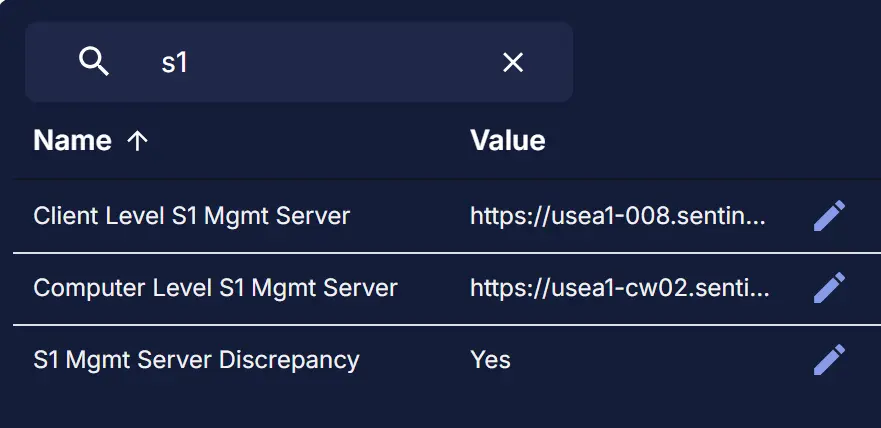 s1
Name Value
Client Level S1 Mgmt Server https://usea1-008.sentin...
Computer Level S1 Mgmt Server https://usea1-cw02.senti...
S1 Mgmt Server Discrepancy Yes